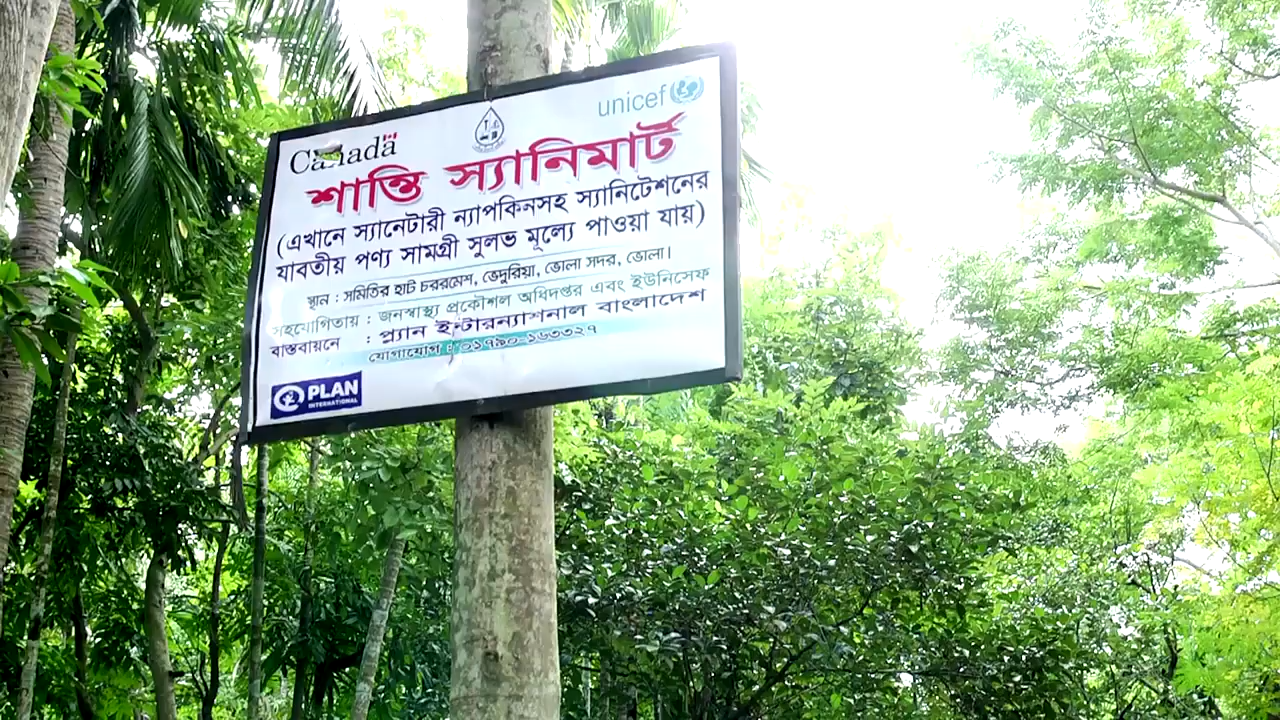 Canada
unicef
শান্তি স্যানিমার্ট
(এখানে স্যানেটারী ন্যাপকিনসহ স্যানিটেশনের
যাবতীয় পণ্য সামগ্রী সুলভ মূল্যে পাওয়া যায়)
স্থান : সমিতির হাট চররমেশ, ভেদুরিয়া, ভোলা সদর, ভোলা।
সহযোগিতায় : জনস্বাস্থ্য প্রকৌশল অধিদপ্তর এবং ইউনিসেফ
বাস্তবায়নে : প্ল্যান ইন্টারন্যাশনাল বাংলাদেশ
যোগাযোগ :
PLAN
INTERNATIONAL